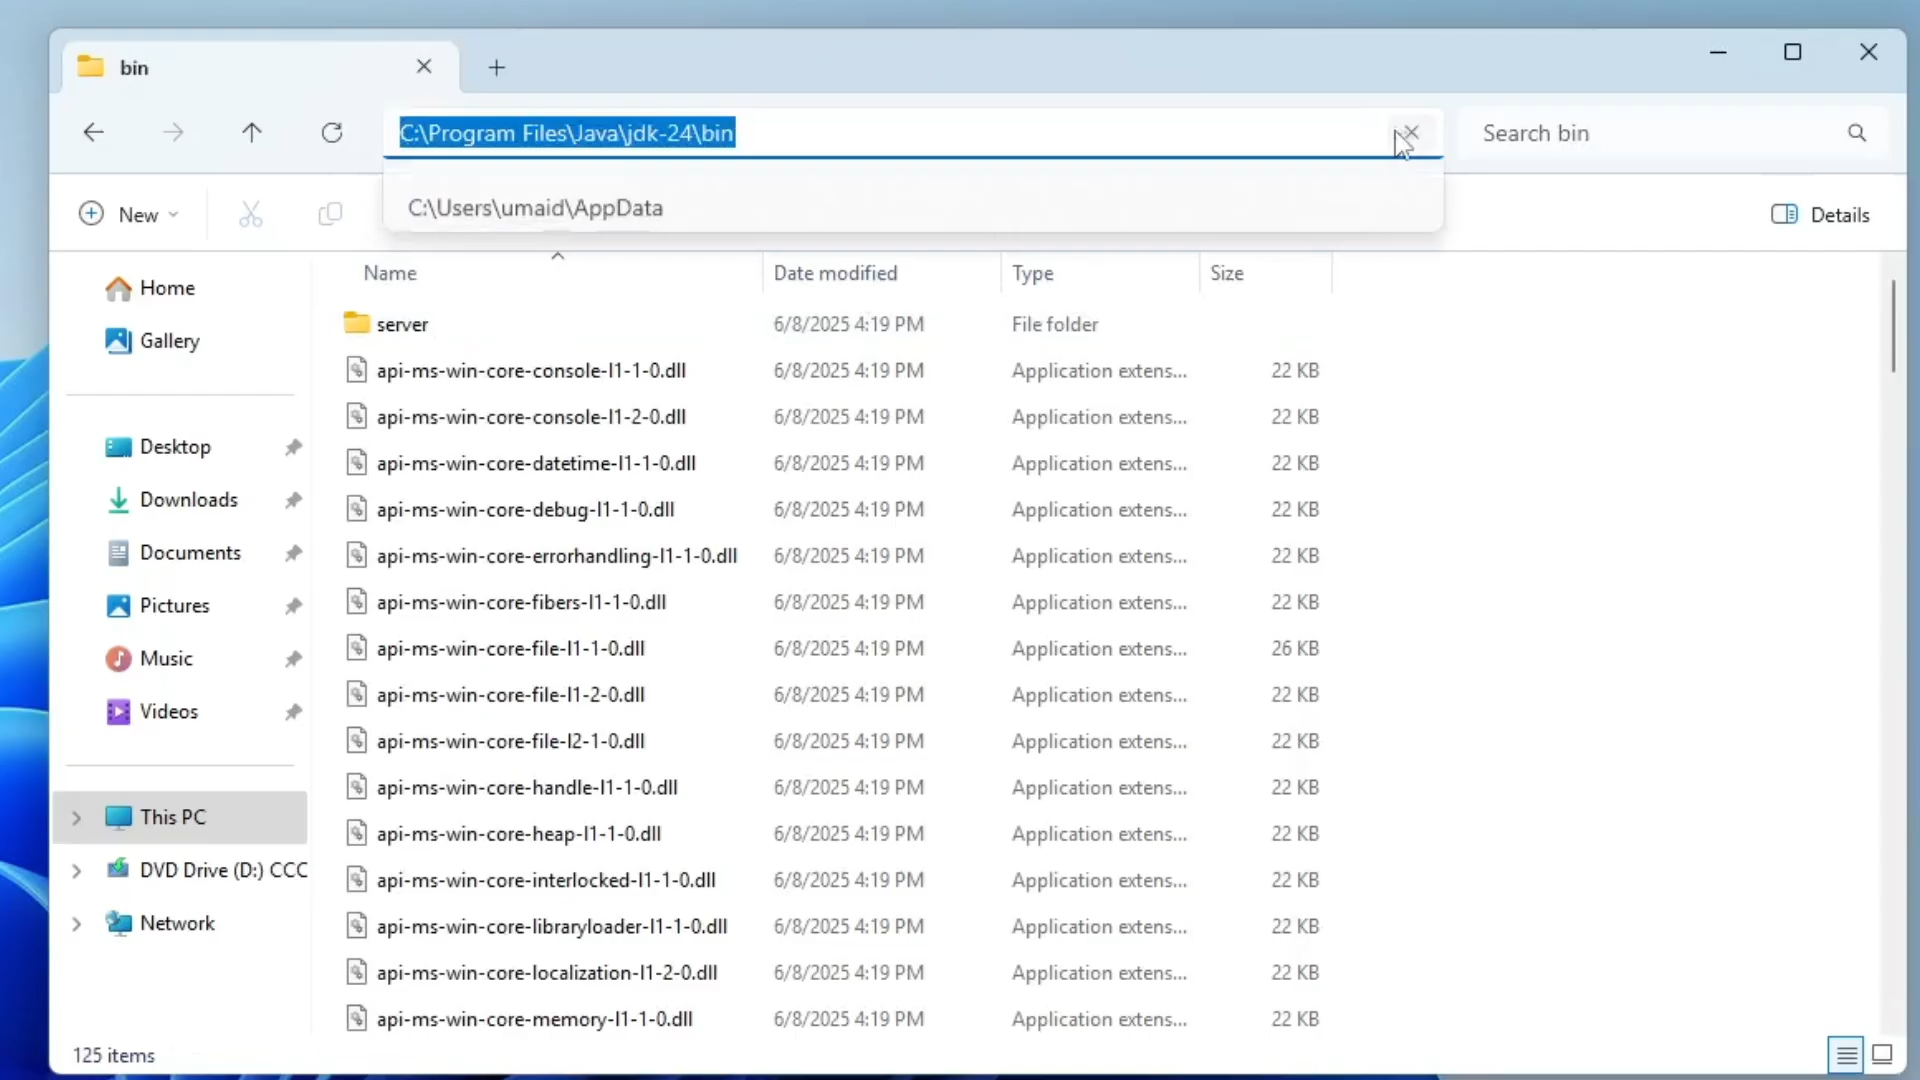 bin
C:\Program Files\Java\jdk-24\bin
Search bin
C:\Users\umaid\AppData
New
Details
Name Date modified Type Size
Home
Gallery
Desktop
Downloads
Documents
Pictures
Music
Videos
This PC
DVD Drive (D:) CCC
Network
server 6/8/2025 4:19 PM File folder
api-ms-win-core-console-l1-1-0.dll 6/8/2025 4:19 PM Application extens... 22 KB
api-ms-win-core-console-l1-2-0.dll 6/8/2025 4:19 PM Application extens... 22 KB
api-ms-win-core-datetime-l1-1-0.dll 6/8/2025 4:19 PM Application extens... 22 KB
api-ms-win-core-debug-l1-1-0.dll 6/8/2025 4:19 PM Application extens... 22 KB
api-ms-win-core-errorhandling-l1-1-0.dll 6/8/2025 4:19 PM Application extens... 22 KB
api-ms-win-core-fibers-l1-1-0.dll 6/8/2025 4:19 PM Application extens... 22 KB
api-ms-win-core-file-l1-1-0.dll 6/8/2025 4:19 PM Application extens... 26 KB
api-ms-win-core-file-l1-2-0.dll 6/8/2025 4:19 PM Application extens... 22 KB
api-ms-win-core-file-l2-1-0.dll 6/8/2025 4:19 PM Application extens... 22 KB
api-ms-win-core-handle-l1-1-0.dll 6/8/2025 4:19 PM Application extens... 22 KB
api-ms-win-core-heap-l1-1-0.dll 6/8/2025 4:19 PM Application extens... 22 KB
api-ms-win-core-interlocked-l1-1-0.dll 6/8/2025 4:19 PM Application extens... 22 KB
api-ms-win-core-libraryloader-l1-1-0.dll 6/8/2025 4:19 PM Application extens... 22 KB
api-ms-win-core-localization-l1-2-0.dll 6/8/2025 4:19 PM Application extens... 22 KB
api-ms-win-core-memory-l1-1-0.dll 6/8/2025 4:19 PM Application extens... 22 KB
125 items